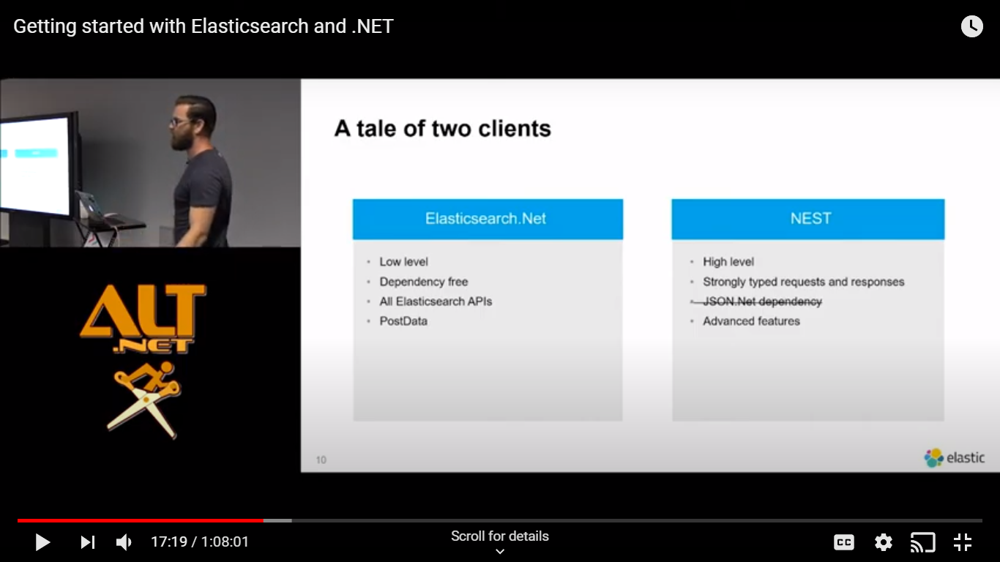 Getting started with Elasticsearch and .NET
A tale of two clients
Elasticsearch.Net
• Low level
• Dependency free
• All Elasticsearch APIs
• PostData
NEST
• High level
• Strongly typed requests and responses
• JSON.Net dependency
• Advanced features
10
elastic
ALT
.NET
17:19 / 1:08:01
Scroll for details
CC